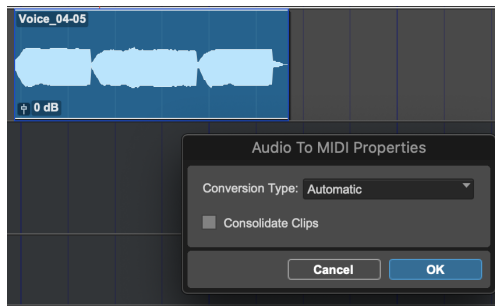 Voice_04-05
0 dB
Audio To MIDI Properties
Conversion Type: Automatic
Consolidate Clips
Cancel OK